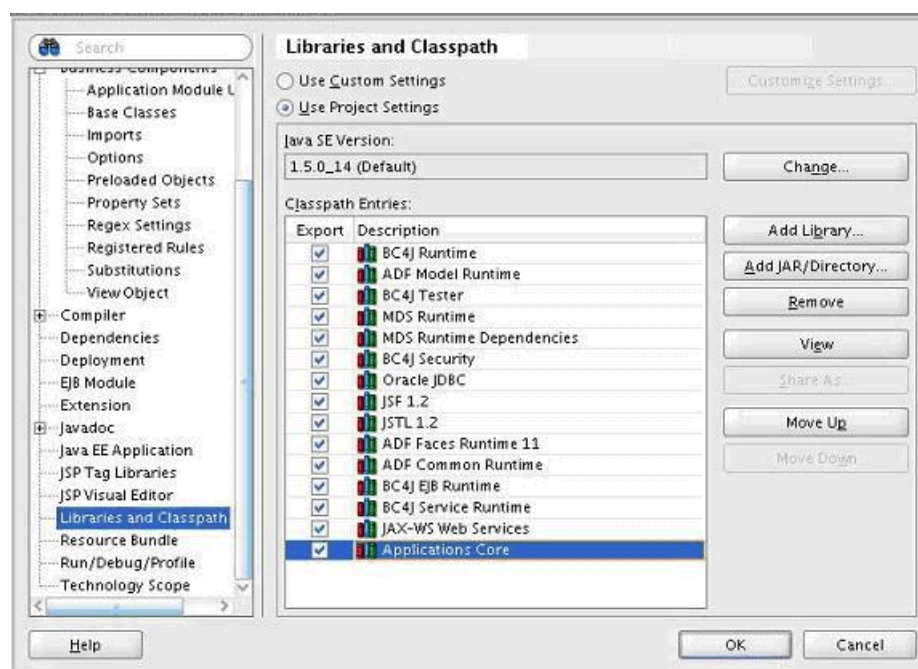 Search
Business Components
Application Module L
Base Classes
Imports
Options
Preloaded Objects
Property Sets
Regex Settings
Registered Rules
Substitutions
View Object
Compiler
Dependencies
Deployment
EJB Module
Extension
Javadoc
Java EE Application
JSP Tag Libraries
JSP Visual Editor
Libraries and Classpath
Resource Bundle
Run/Debug/Profile
Technology Scope
Libraries and Classpath
Use Custom Settings
Customize Settings
Use Project Settings
Java SE Version:
1.5.0_14 (Default)
Change...
Classpath Entries:
Export Description
BC4J Runtime
ADF Model Runtime
BC4J Tester
MDS Runtime
MDS Runtime Dependencies
BC4J Security
Oracle JDBC
JSF 1.2
JSTL 1.2
ADF Faces Runtime 11
ADF Common Runtime
BC4J EJB Runtime
BC4J Service Runtime
JAX-WS Web Services
Applications Core
Add Library...
Add JAR/Directory...
Remove
View
Share As...
Move Up
Move Down
Help
OK
Cancel